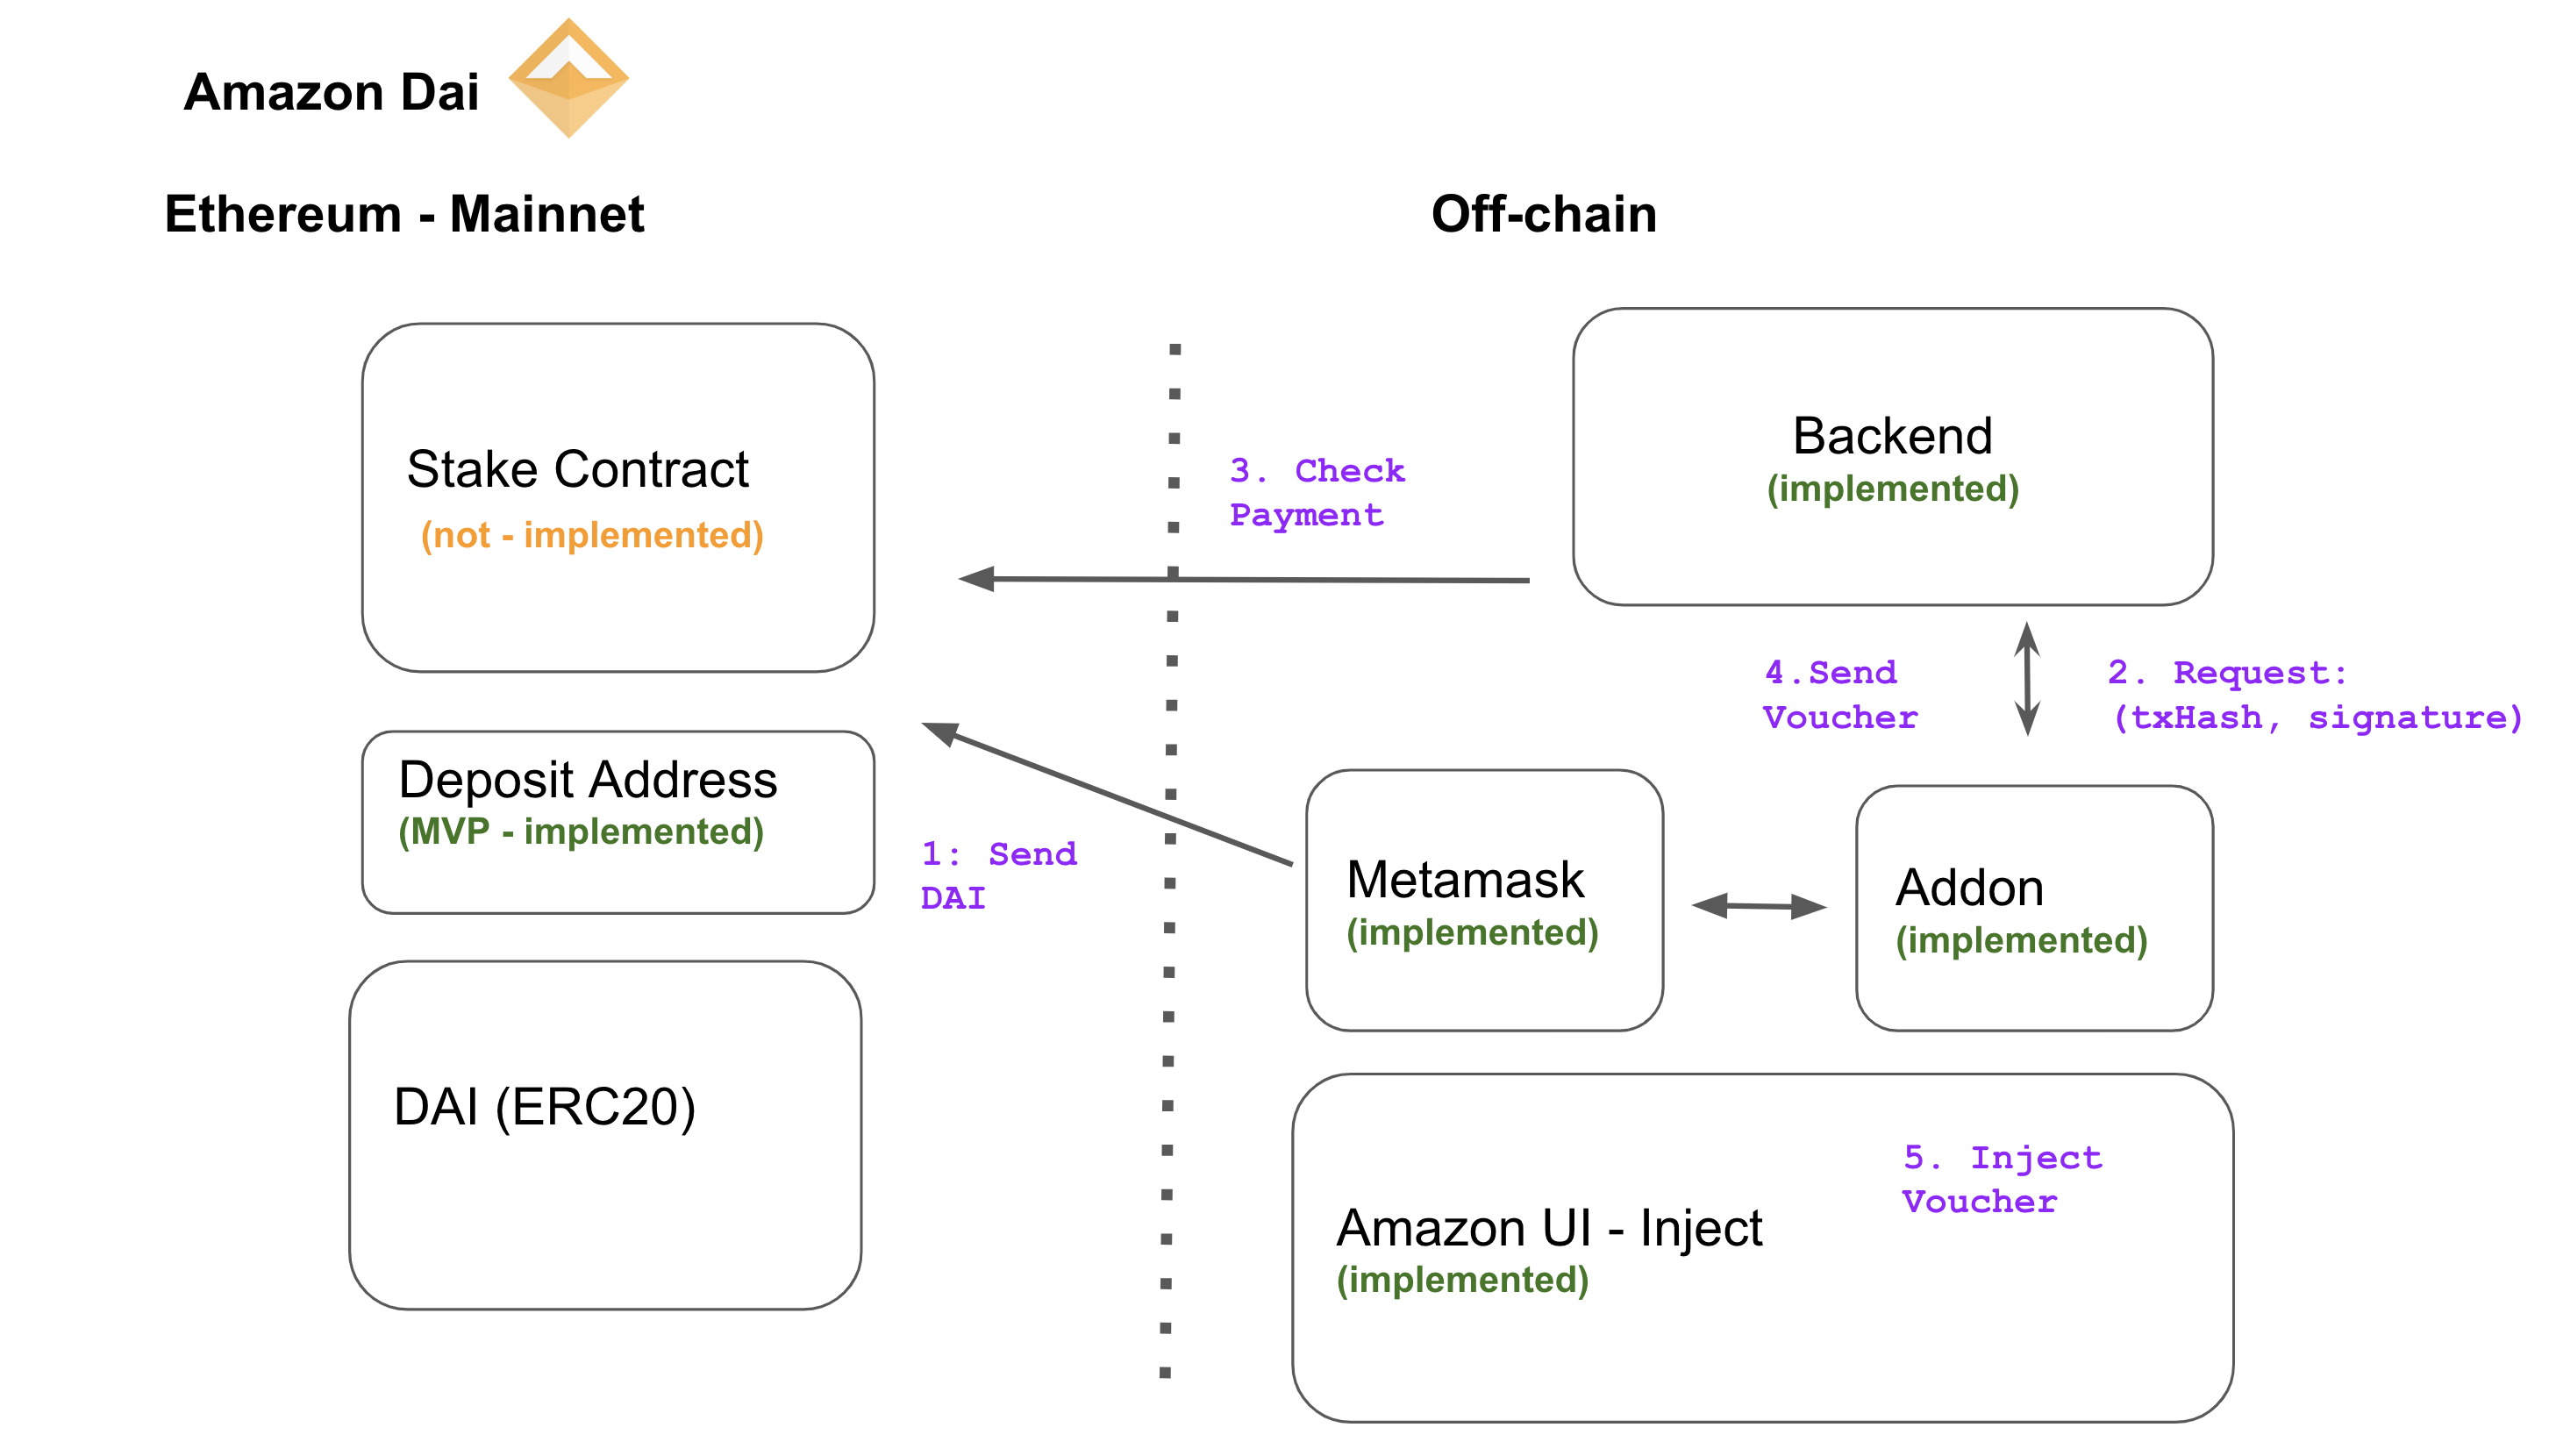 Amazon Dai
Ethereum - Mainnet
Off-chain
Stake Contract
(not - implemented)
Deposit Address
(MVP - implemented)
DAI (ERC20)
1: Send
DAI
3. Check
Payment
Backend
(implemented)
4.Send
Voucher
2. Request:
(txHash, signature)
Metamask
(implemented)
Addon
(implemented)
Amazon UI - Inject
(implemented)
5. Inject
Voucher